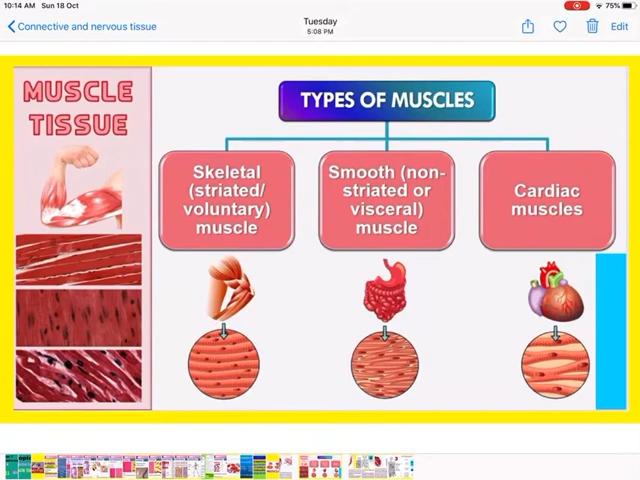 10:14 AM Sun 18 Oct
75%
Connective and nervous tissue
Tuesday
5:08 PM
Edit
MUSCLE
TISSUE
TYPES OF MUSCLES
Skeletal
(striated/
voluntary)
muscle
Smooth (non-
striated or
visceral)
muscle
Cardiac
muscles